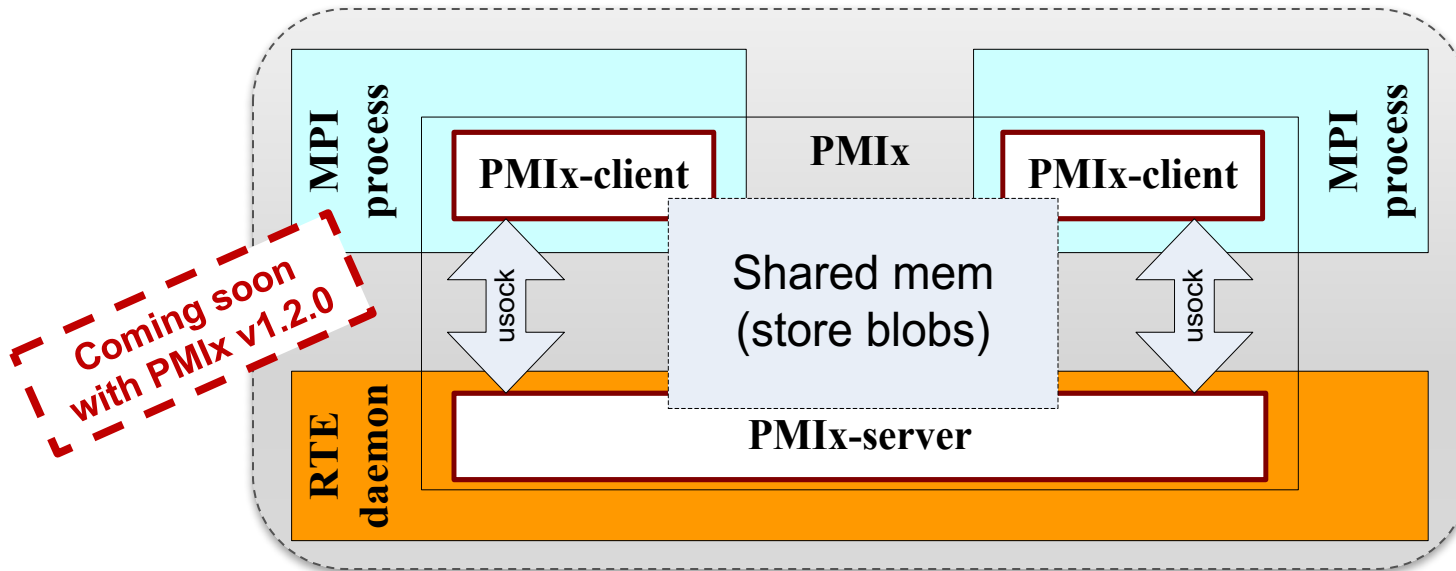 MPI
process
PMIx
MPI
process
PMIx-client
PMIx-client
Coming soon
with PMIx v1.2.0
usock
Shared mem
(store blobs)
usock
RTE
daemon
PMIx-server